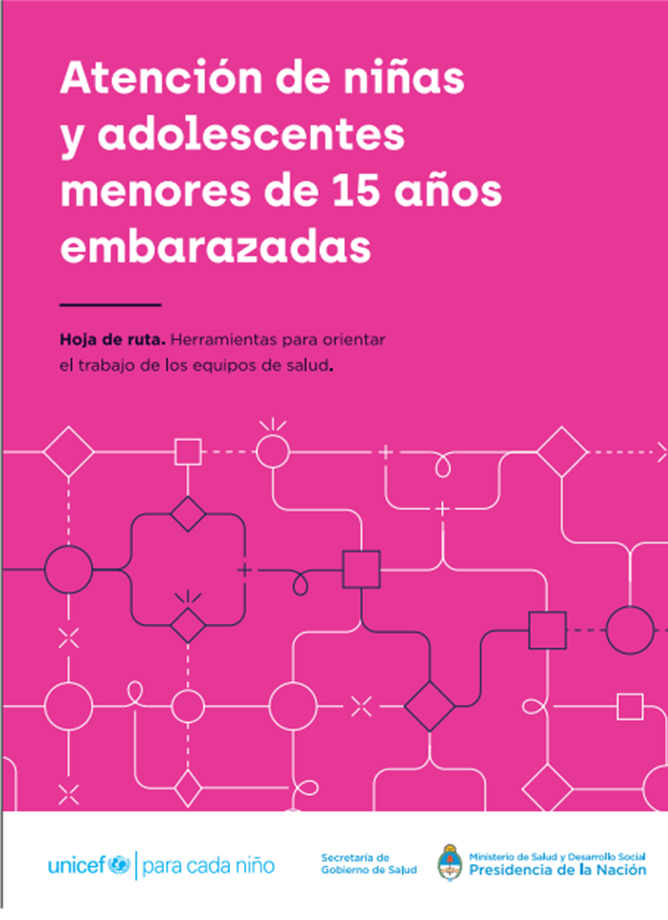 Atención de niñas
y adolescentes
menores de 15 años
embarazadas
Hoja de ruta. Herramientas para orientar
el trabajo de los equipos de salud.
unicef para cada niño
Secretaría de
Gobierno de Salud
Ministerio de Salud y Desarrollo Social
Presidencia de la Nación